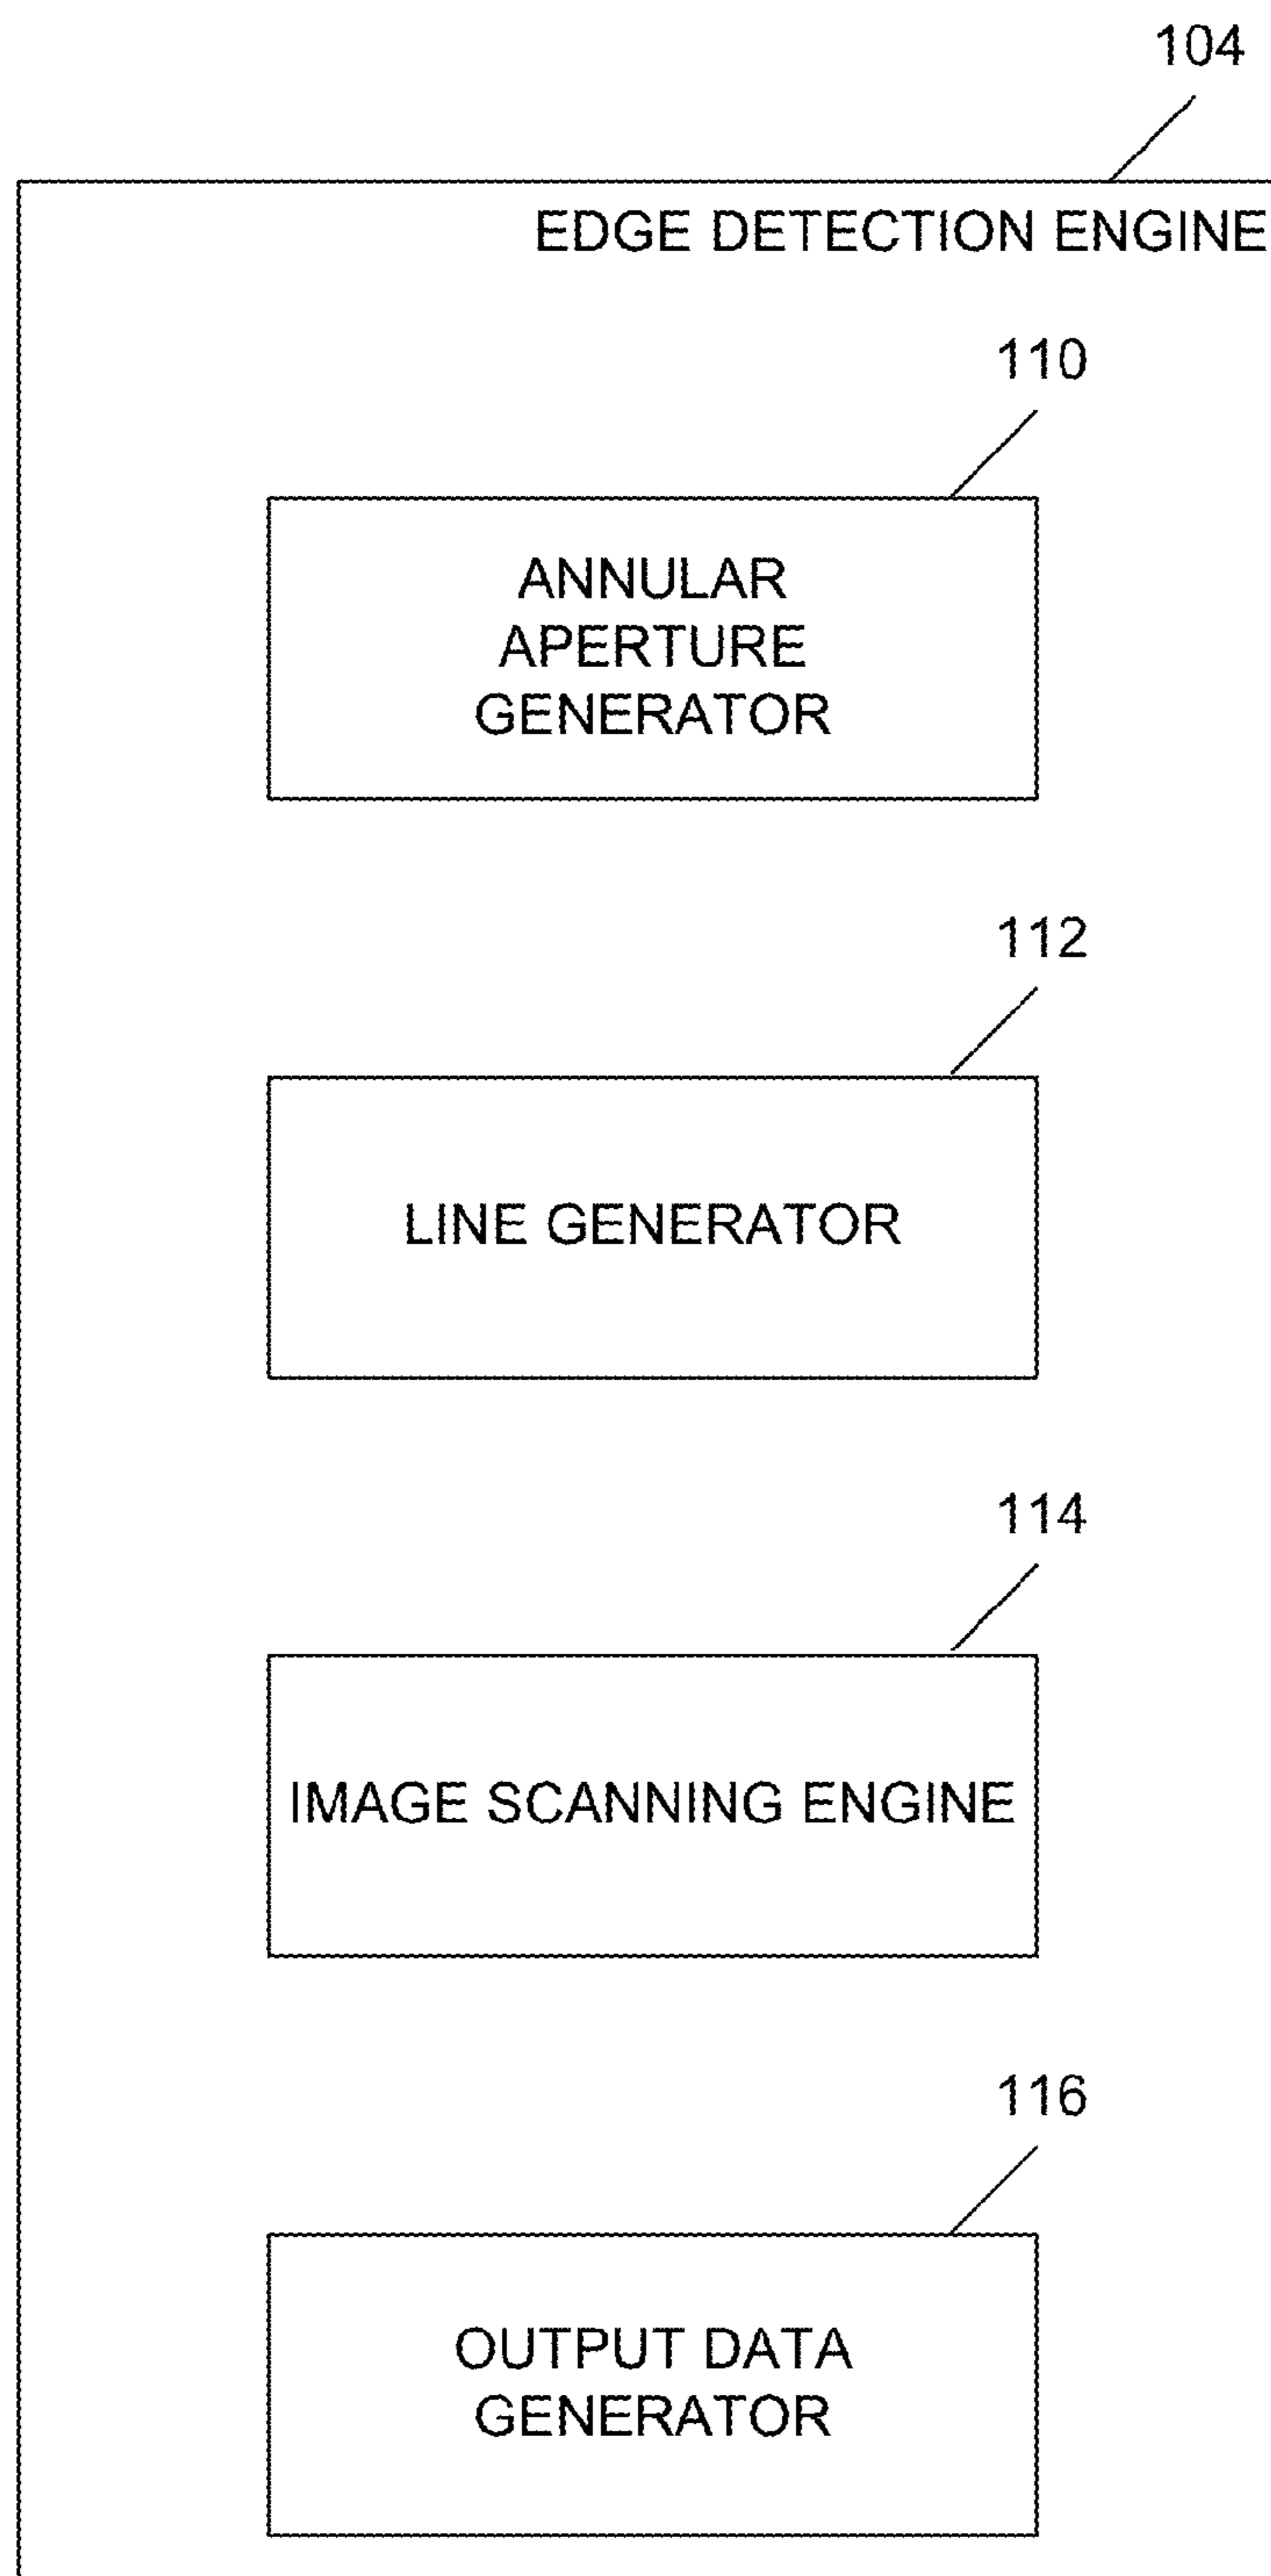 104
EDGE DETECTION ENGINE
110
ANNULAR
APERTURE
GENERATOR
112
LINE GENERATOR
114
IMAGE SCANNING ENGINE
116
OUTPUT DATA
GENERATOR